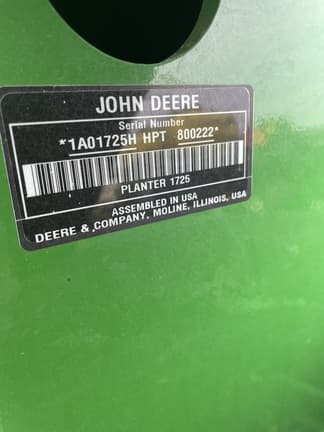 JOHN DEERE
Serial Number
*1A01725H HPT 800222*
PLANTER 1725
ASSEMBLED IN USA
DEERE & COMPANY, MOLINE, ILLINOIS, USA